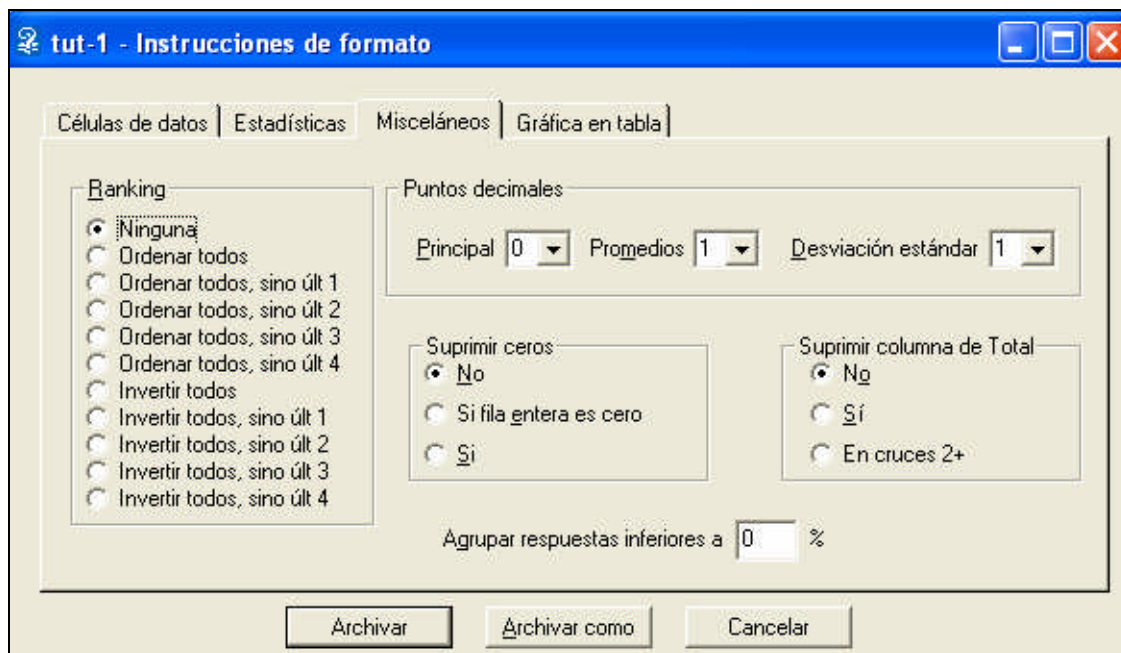 tut-1 - Instrucciones de formato
Células de datos Estadísticas Misceláneos Gráfica en tabla
Ranking
Ninguna
Ordenar todos
Ordenar todos, sino últ 1
Ordenar todos, sino últ 2
Ordenar todos, sino últ 3
Ordenar todos, sino últ 4
Invertir todos
Invertir todos, sino últ 1
Invertir todos, sino últ 2
Invertir todos, sino últ 3
Invertir todos, sino últ 4
Puntos decimales
Principal 0 Promedios 1 Desviación estándar 1
Suprimir ceros
No
Si fila entera es cero
Si
Suprimir columna de Total
No
Sí
En cruces 2+
Agrupar respuestas inferiores a 0 %
Archivar Archivar como Cancelar